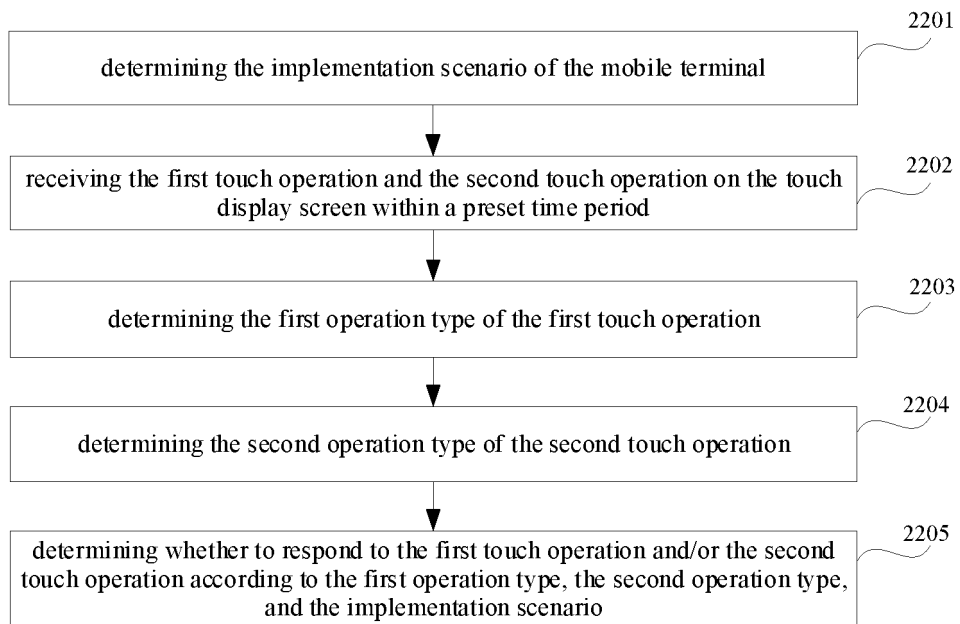 2201
determining the implementation scenario of the mobile terminal
2202
receiving the first touch operation and the second touch operation on the touch
display screen within a preset time period
2203
determining the first operation type of the first touch operation
2204
determining the second operation type of the second touch operation
2205
determining whether to respond to the first touch operation and/or the second
touch operation according to the first operation type, the second operation type,
and the implementation scenario